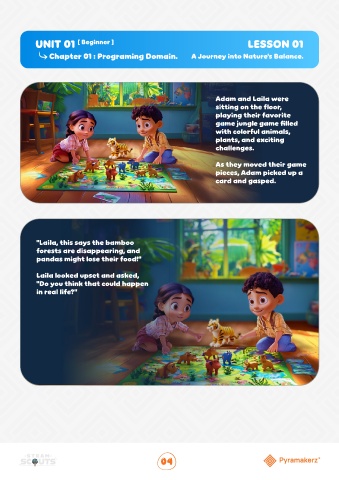 UNIT 01 [ Beginner ]
LESSON 01
Chapter 01 : Programing Domain.
A Journey into Nature's Balance.
Adam and Laila were
sitting on the floor,
playing their favorite
game jungle game filled
with colorful animals,
plants, and exciting
challenges.
As they moved their game
pieces, Adam picked up a
card and gasped.
"Laila, this says the bamboo
forests are disappearing, and
pandas might lose their food!"
Laila looked upset and asked,
"Do you think that could happen
in real life?"
SCOUTS
04
Pyramakerz